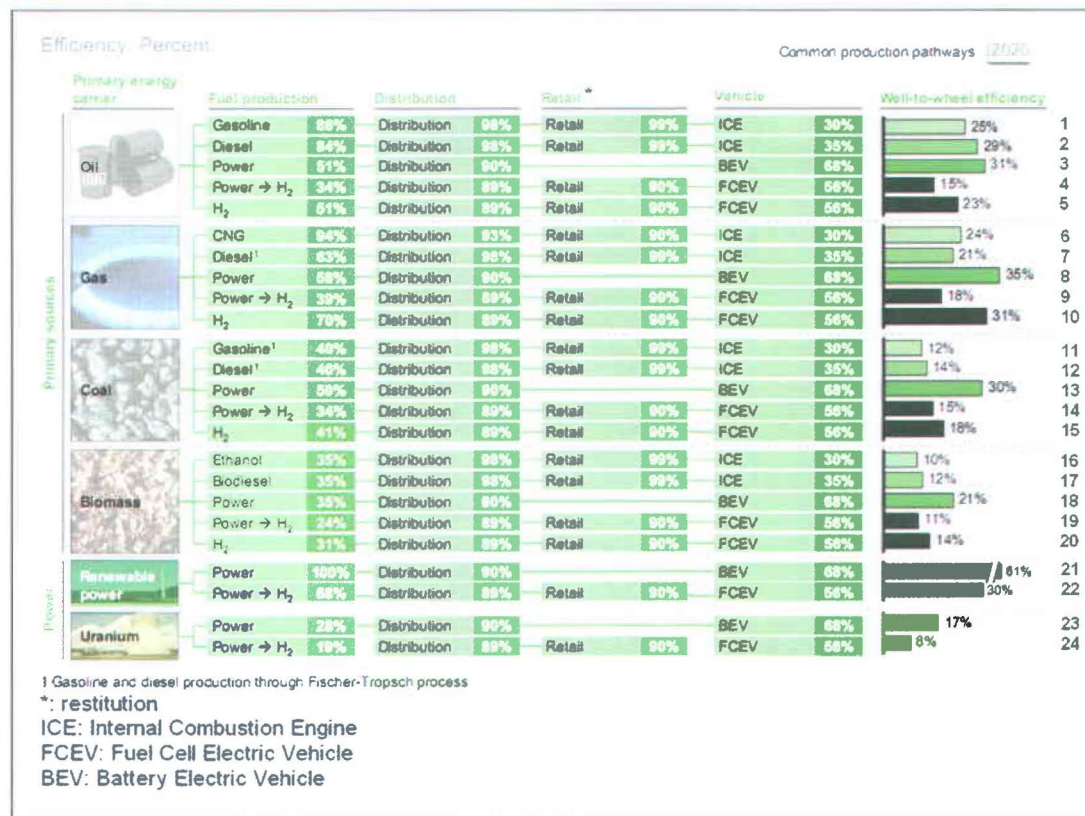 Efficiency, Percent
Common production pathways 2020
Primary energy carrier Fuel production Distribution Retail * Vehicle Well-to-wheel efficiency
Primary sources
Oil
Gasoline 86% Distribution 98% Retail 99% ICE 30% 25% 1
Diesel 84% Distribution 98% Retail 99% ICE 35% 29% 2
Power 51% Distribution 90% BEV 68% 31% 3
Power → H₂ 34% Distribution 89% Retail 90% FCEV 56% 15% 4
H₂ 51% Distribution 89% Retail 90% FCEV 56% 23% 5
Gas
CNG 94% Distribution 93% Retail 90% ICE 30% 24% 6
Diesel¹ 63% Distribution 98% Retail 99% ICE 35% 21% 7
Power 58% Distribution 90% BEV 68% 35% 8
Power → H₂ 39% Distribution 89% Retail 90% FCEV 56% 18% 9
H₂ 70% Distribution 89% Retail 90% FCEV 56% 31% 10
Coal
Gasoline¹ 40% Distribution 98% Retail 99% ICE 30% 12% 11
Diesel¹ 40% Distribution 98% Retail 99% ICE 35% 14% 12
Power 50% Distribution 90% BEV 68% 30% 13
Power → H₂ 34% Distribution 89% Retail 90% FCEV 56% 15% 14
H₂ 41% Distribution 89% Retail 90% FCEV 56% 18% 15
Biomass
Ethanol 35% Distribution 98% Retail 99% ICE 30% 10% 16
Biodiesel 35% Distribution 98% Retail 99% ICE 35% 12% 17
Power 35% Distribution 90% BEV 68% 21% 18
Power → H₂ 24% Distribution 89% Retail 90% FCEV 56% 11% 19
H₂ 31% Distribution 89% Retail 90% FCEV 56% 14% 20
Power
Renewable power
Power 100% Distribution 90% BEV 68% 61% 21
Power → H₂ 68% Distribution 89% Retail 90% FCEV 56% 30% 22
Uranium
Power 28% Distribution 90% BEV 68% 17% 23
Power → H₂ 19% Distribution 89% Retail 90% FCEV 56% 8% 24
1 Gasoline and diesel production through Fischer-Tropsch process
*: restitution
ICE: Internal Combustion Engine
FCEV: Fuel Cell Electric Vehicle
BEV: Battery Electric Vehicle